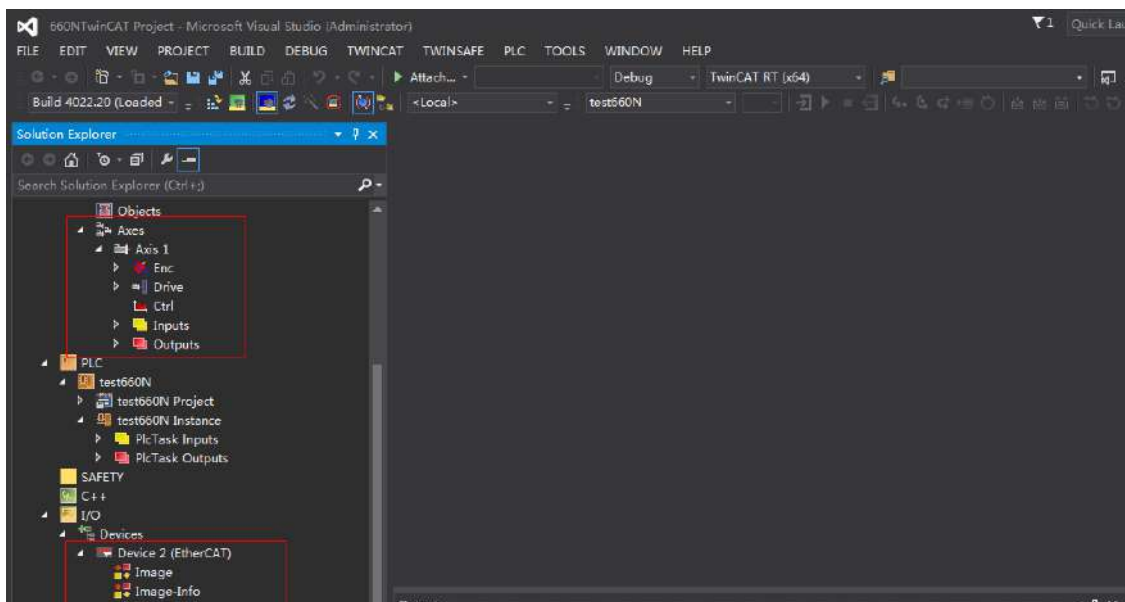 660NTwinCAT Project - Microsoft Visual Studio (Administrator)
1 Quick Lau
FILE EDIT VIEW PROJECT BUILD DEBUG TWINCAT TWINSAFE PLC TOOLS WINDOW HELP
Attach... Debug TwinCAT RT (x64)
Build 4022.20 (Loaded <Local> test660N
Solution Explorer
Search Solution Explorer (Ctrl+;)
Objects
Axes
Axis 1
Enc
Drive
Ctrl
Inputs
Outputs
PLC
test660N
test660N Project
test660N Instance
PlcTask Inputs
PlcTask Outputs
SAFETY
C++
I/O
Devices
Device 2 (EtherCAT)
Image
Image-Info